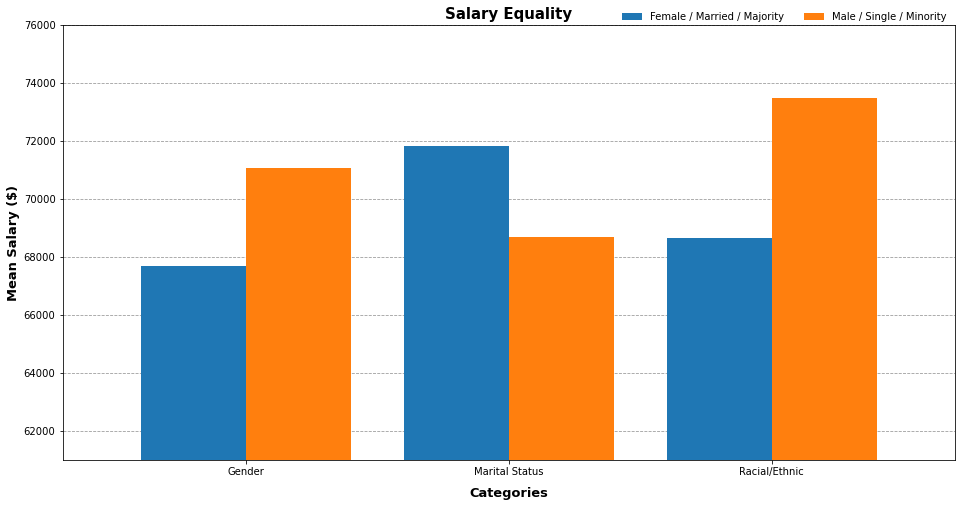 Salary Equality
Female / Married / Majority
Male / Single / Minority
76000
74000
72000
70000
68000
66000
64000
62000
Mean Salary ($)
Gender
Marital Status
Racial/Ethnic
Categories